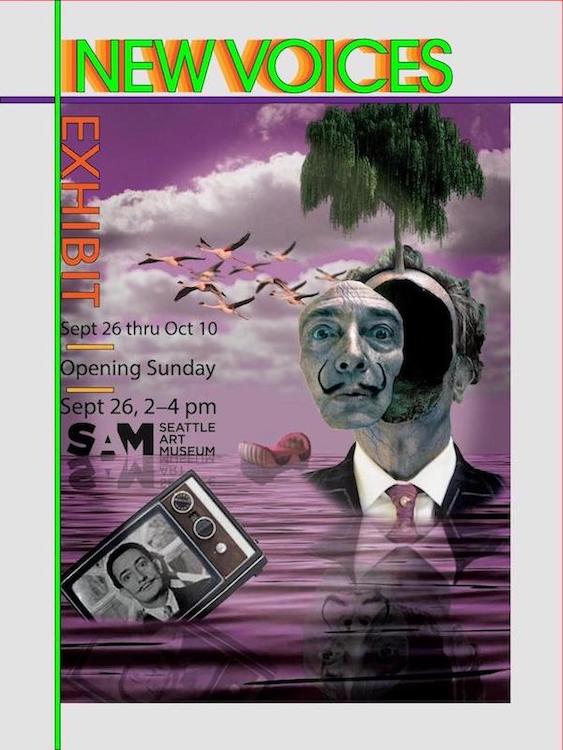 NEW VOICES
EXHIBIT
Sept 26 thru Oct 10
Opening Sunday
Sept 26, 2–4 pm
SAM SEATTLE
ART
MUSEUM